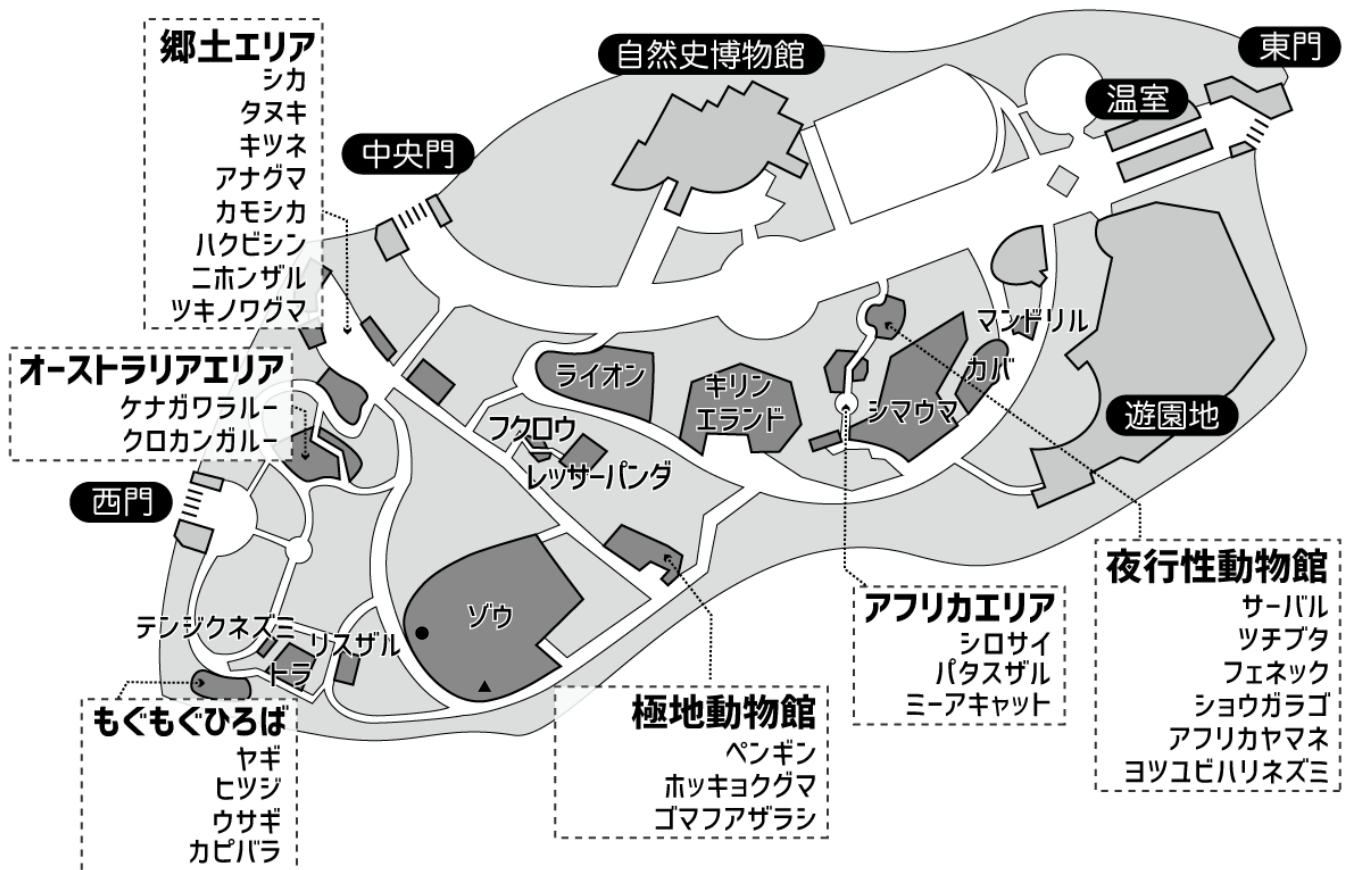 郷土エリア
シカ
タヌキ
キツネ
アナグマ
カモシカ
ハクビシン
ニホンザル
ツキノワグマ
自然史博物館
東門
温室
中央門
オーストラリアエリア
ケナガワラルー
クロカンガルー
西門
ライオン
キリン
エランド
シマウマ
マンドリル
カバ
遊園地
フクロウ
レッサーパンダ
ゾウ
テンジクネズミ
リスザル
トラ
もぐもぐひろば
ヤギ
ヒツジ
ウサギ
カピバラ
極地動物館
ペンギン
ホッキョクグマ
ゴマフアザラシ
アフリカエリア
シロサイ
パタスザル
ミーアキャット
夜行性動物館
サーバル
ツチブタ
フェネック
ショウガラゴ
アフリカヤマネ
ヨツユビハリネズミ